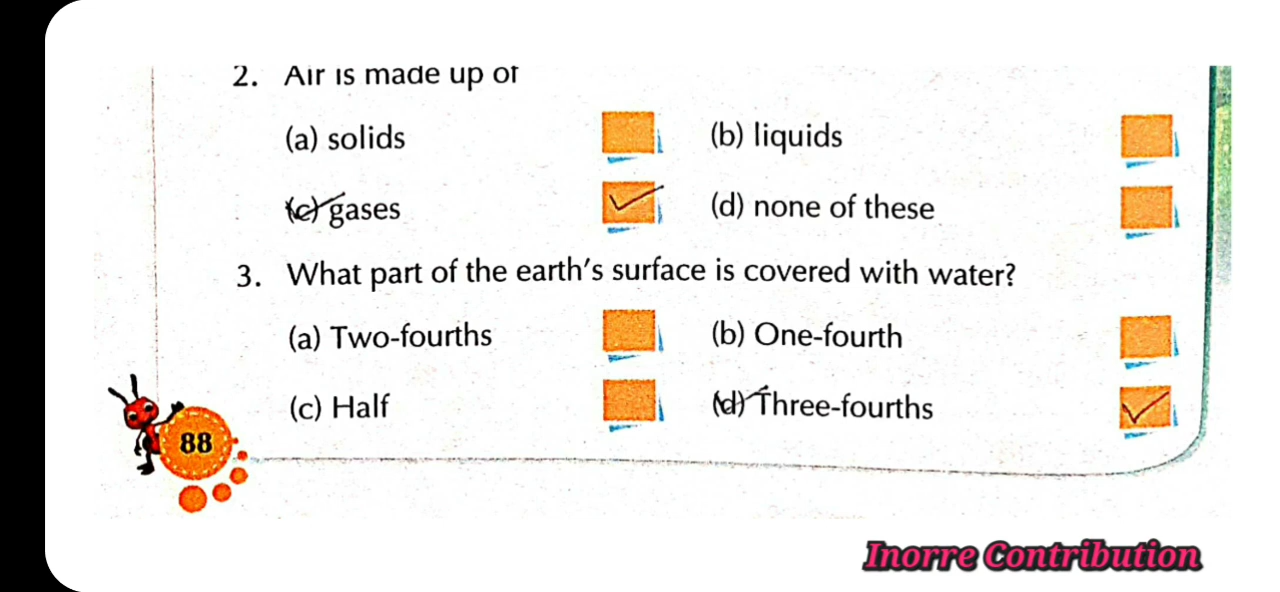 2. Air is made up of
(a) solids (b) liquids
(c) gases (d) none of these
3. What part of the earth's surface is covered with water?
(a) Two-fourths (b) One-fourth
(c) Half (d) Three-fourths
88
Inorre Contribution